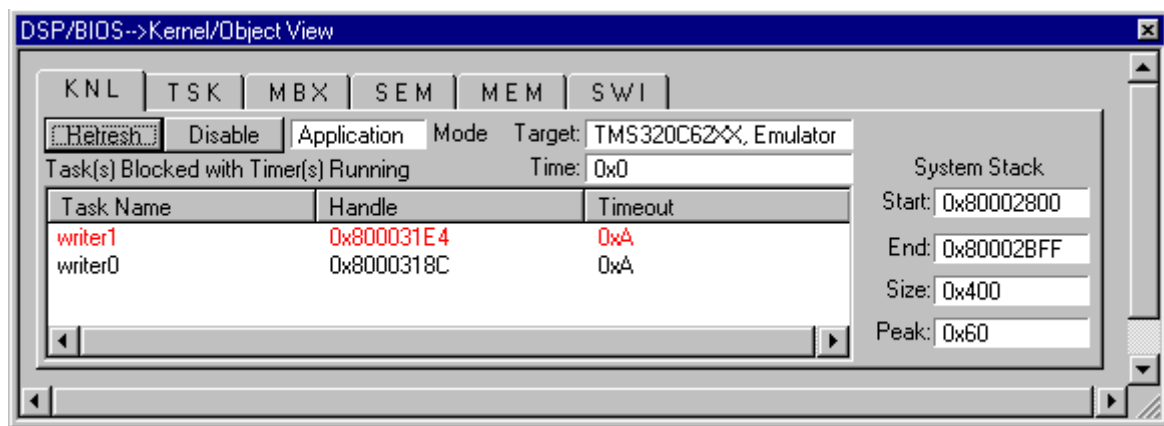 DSP/BIOS-->Kernel/Object View
KNL TSK MBX SEM MEM SWI
Refresh Disable Application Mode Target: TMS320C62XX, Emulator
Task(s) Blocked with Timer(s) Running Time: 0x0 System Stack
Task Name Handle Timeout Start: 0x80002800
writer1 0x800031E4 0xA
writer0 0x8000318C 0xA End: 0x80002BFF
Size: 0x400
Peak: 0x60